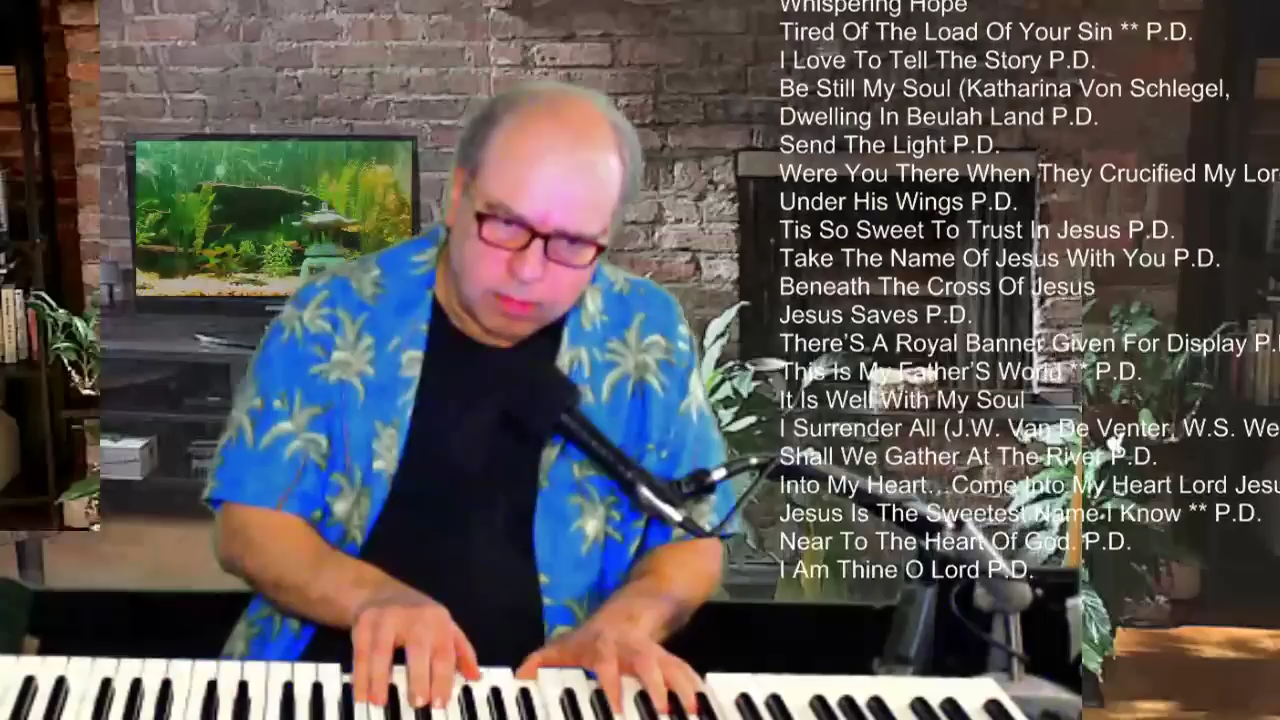 Whispering Hope
Tired Of The Load Of Your Sin ** P.D.
I Love To Tell The Story P.D.
Be Still My Soul (Katharina Von Schlegel,
Dwelling In Beulah Land P.D.
Send The Light P.D.
Were You There When They Crucified My Lor
Under His Wings P.D.
Tis So Sweet To Trust In Jesus P.D.
Take The Name Of Jesus With You P.D.
Beneath The Cross Of Jesus
Jesus Saves P.D.
There'S A Royal Banner Given For Display P.
This Is My Father'S World ** P.D.
It Is Well With My Soul
I Surrender All (J.W. Van De Venter, W.S. We
Shall We Gather At The River P.D.
Into My Heart...Come Into My Heart Lord Jesu
Jesus Is The Sweetest Name I Know ** P.D.
Near To The Heart Of God. P.D.
I Am Thine O Lord P.D.